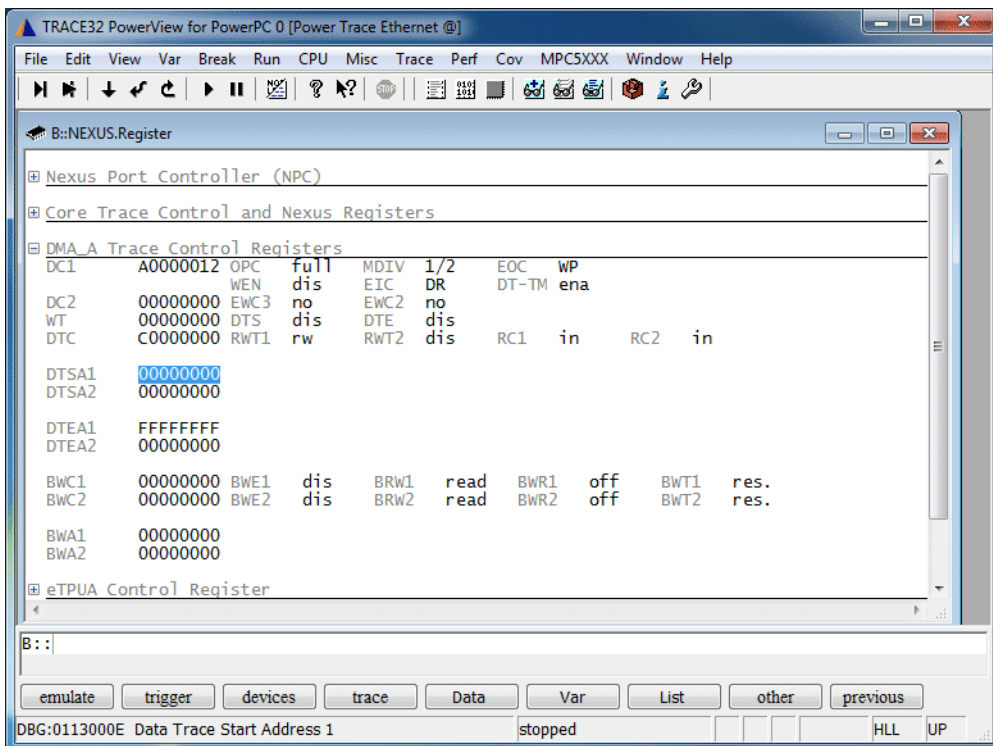 TRACE32 PowerView for PowerPC 0 [Power Trace Ethernet @]
File Edit View Var Break Run CPU Misc Trace Perf Cov MPC5XXX Window Help
B::NEXUS.Register
Nexus Port Controller (NPC)
Core Trace Control and Nexus Registers
DMA_A Trace Control Registers
DC1 A0000012 OPC full MDIV 1/2 EOC WP
WEN dis EIC DR DT-TM ena
DC2 00000000 EWC3 no EWC2 no
WT 00000000 DTS dis DTE dis
DTC C0000000 RWT1 rw RWT2 dis RC1 in RC2 in
DTSA1 00000000
DTSA2 00000000
DTEA1 FFFFFFFF
DTEA2 00000000
BWC1 00000000 BWE1 dis BRW1 read BWR1 off BWT1 res.
BWC2 00000000 BWE2 dis BRW2 read BWR2 off BWT2 res.
BWA1 00000000
BWA2 00000000
eTPUA Control Register
B::
emulate trigger devices trace Data Var List other previous
DBG:0113000E Data Trace Start Address 1 stopped HLL UP